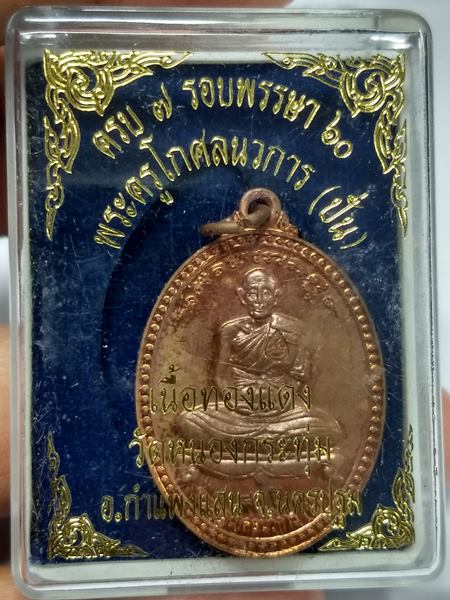 ครบ ๗ รอบพรรษา ๖๐
พระครูโกศลนวการ (ปั่น)
เนื้อทองแดง
วัดหนองกระทุ่ม
อ.กำแพงแสน จ.นครปฐม